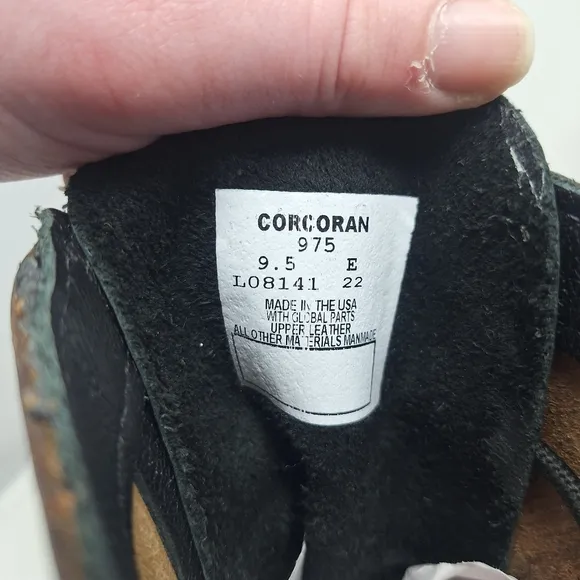 CORCORAN
975
9.5 E
L08141 22
MADE IN THE USA
WITH GLOBAL PARTS
UPPER LEATHER
ALL OTHER MATERIALS MANMADE